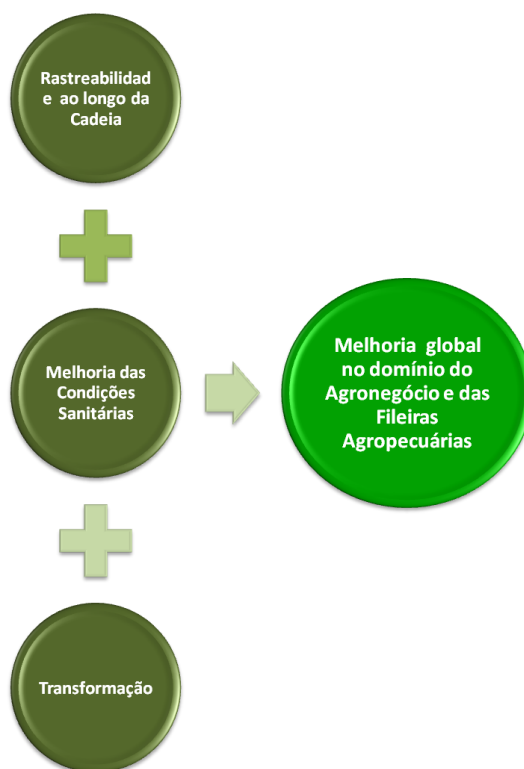 Rastreabilidad
e ao longo da
Cadeia
Melhoria das
Condições
Sanitárias
Transformação
Melhoria global
no domínio do
Agronegócio e das
Fileiras
Agropecuárias